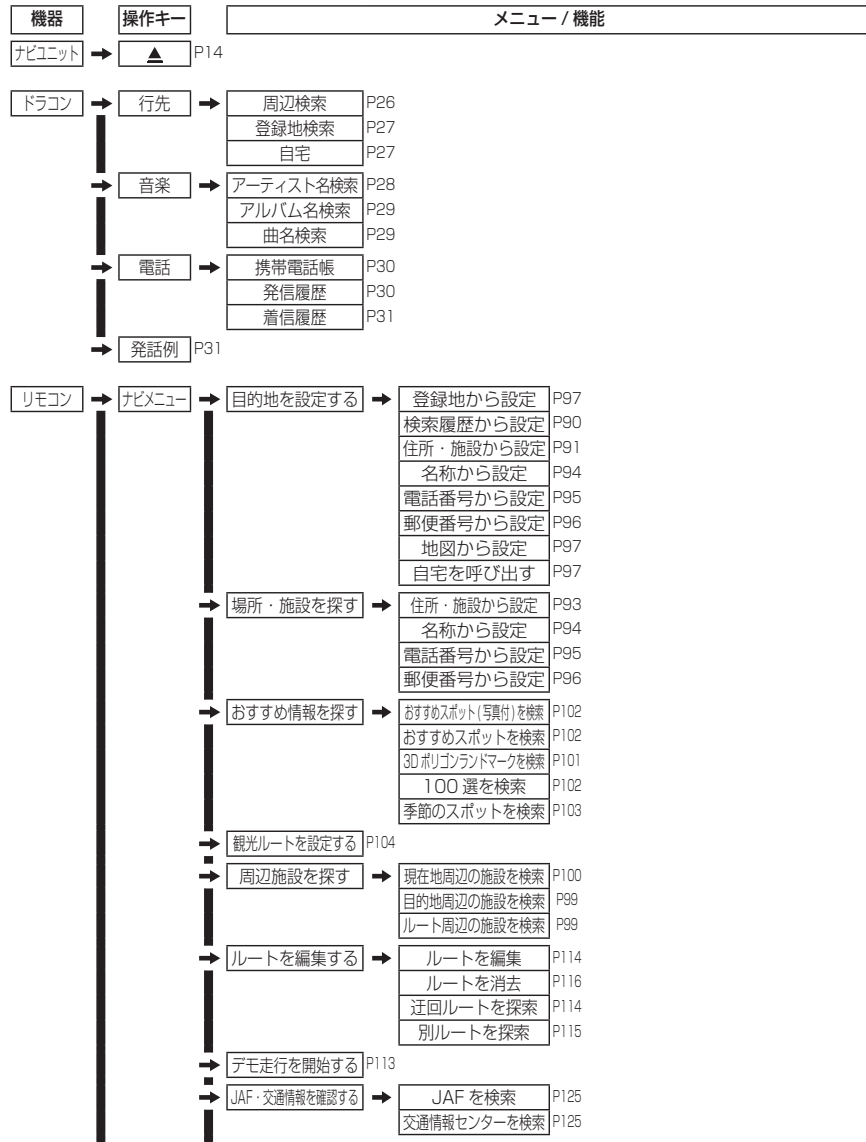 機器 操作キー メニュー / 機能
ナビユニット ▲ P14
ドラコン 行先 周辺検索 P26
登録地検索 P27
自宅 P27
音楽 アーティスト名検索 P28
アルバム名検索 P29
曲名検索 P29
電話 携帯電話帳 P30
発信履歴 P30
着信履歴 P31
発話例 P31
リモコン ナビメニュー 目的地を設定する 登録地から設定 P97
検索履歴から設定 P90
住所・施設から設定 P91
名称から設定 P94
電話番号から設定 P95
郵便番号から設定 P96
地図から設定 P97
自宅を呼び出す P97
場所・施設を探す 住所・施設から設定 P93
名称から設定 P94
電話番号から設定 P95
郵便番号から設定 P96
おすすめ情報を探す おすすめスポット(写真付)を検索 P102
おすすめスポットを検索 P102
3Dポリゴンランドマークを検索 P101
100選を検索 P102
季節のスポットを検索 P103
観光ルートを設定する P104
周辺施設を探す 現在地周辺の施設を検索 P100
目的地周辺の施設を検索 P99
ルート周辺の施設を検索 P99
ルートを編集する ルートを編集 P114
ルートを消去 P116
迂回ルートを探索 P114
別ルートを探索 P115
デモ走行を開始する P113
JAF・交通情報を確認する JAFを検索 P125
交通情報センターを検索 P125